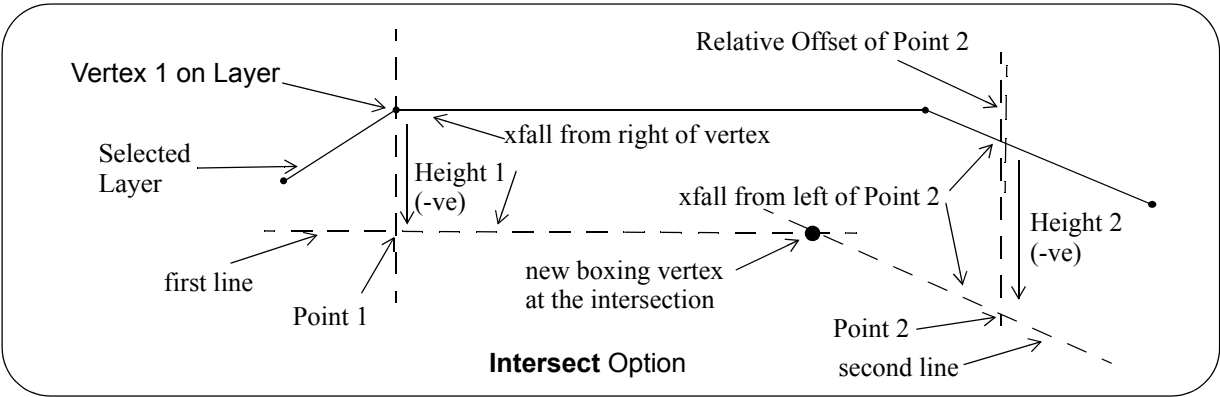 Relative Offset of Point 2
Vertex 1 on Layer
xfall from right of vertex
Selected
Layer
Height 1
(-ve)
xfall from left of Point 2
Height 2
(-ve)
first line
new boxing vertex
at the intersection
Point 1
Point 2
second line
Intersect Option